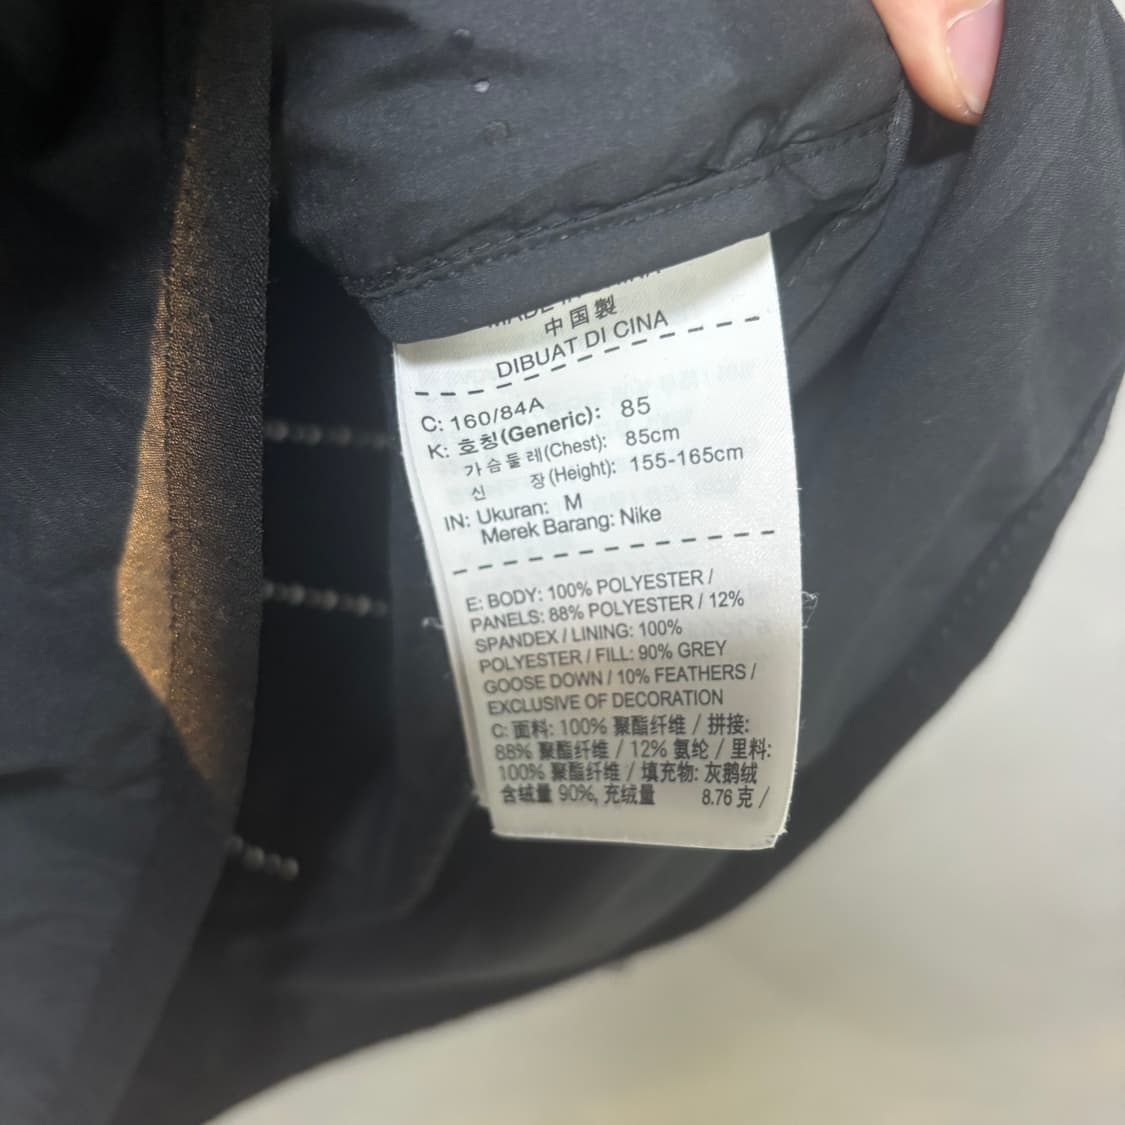 MADE IN CHINA
中国製
DIBUAT DI CINA
C: 160/84A
K: 호칭(Generic): 85
가슴둘레(Chest): 85cm
신 장(Height): 155-165cm
IN: Ukuran: M
Merek Barang: Nike
E: BODY: 100% POLYESTER /
PANELS: 88% POLYESTER / 12%
SPANDEX / LINING: 100%
POLYESTER / FILL: 90% GREY
GOOSE DOWN / 10% FEATHERS /
EXCLUSIVE OF DECORATION
C: 面料: 100% 聚酯纤维 / 拼接:
88% 聚酯纤维 / 12% 氨纶 / 里料:
100% 聚酯纤维 / 填充物: 灰鹅绒
含绒量 90%, 充绒量 8.76 克 /